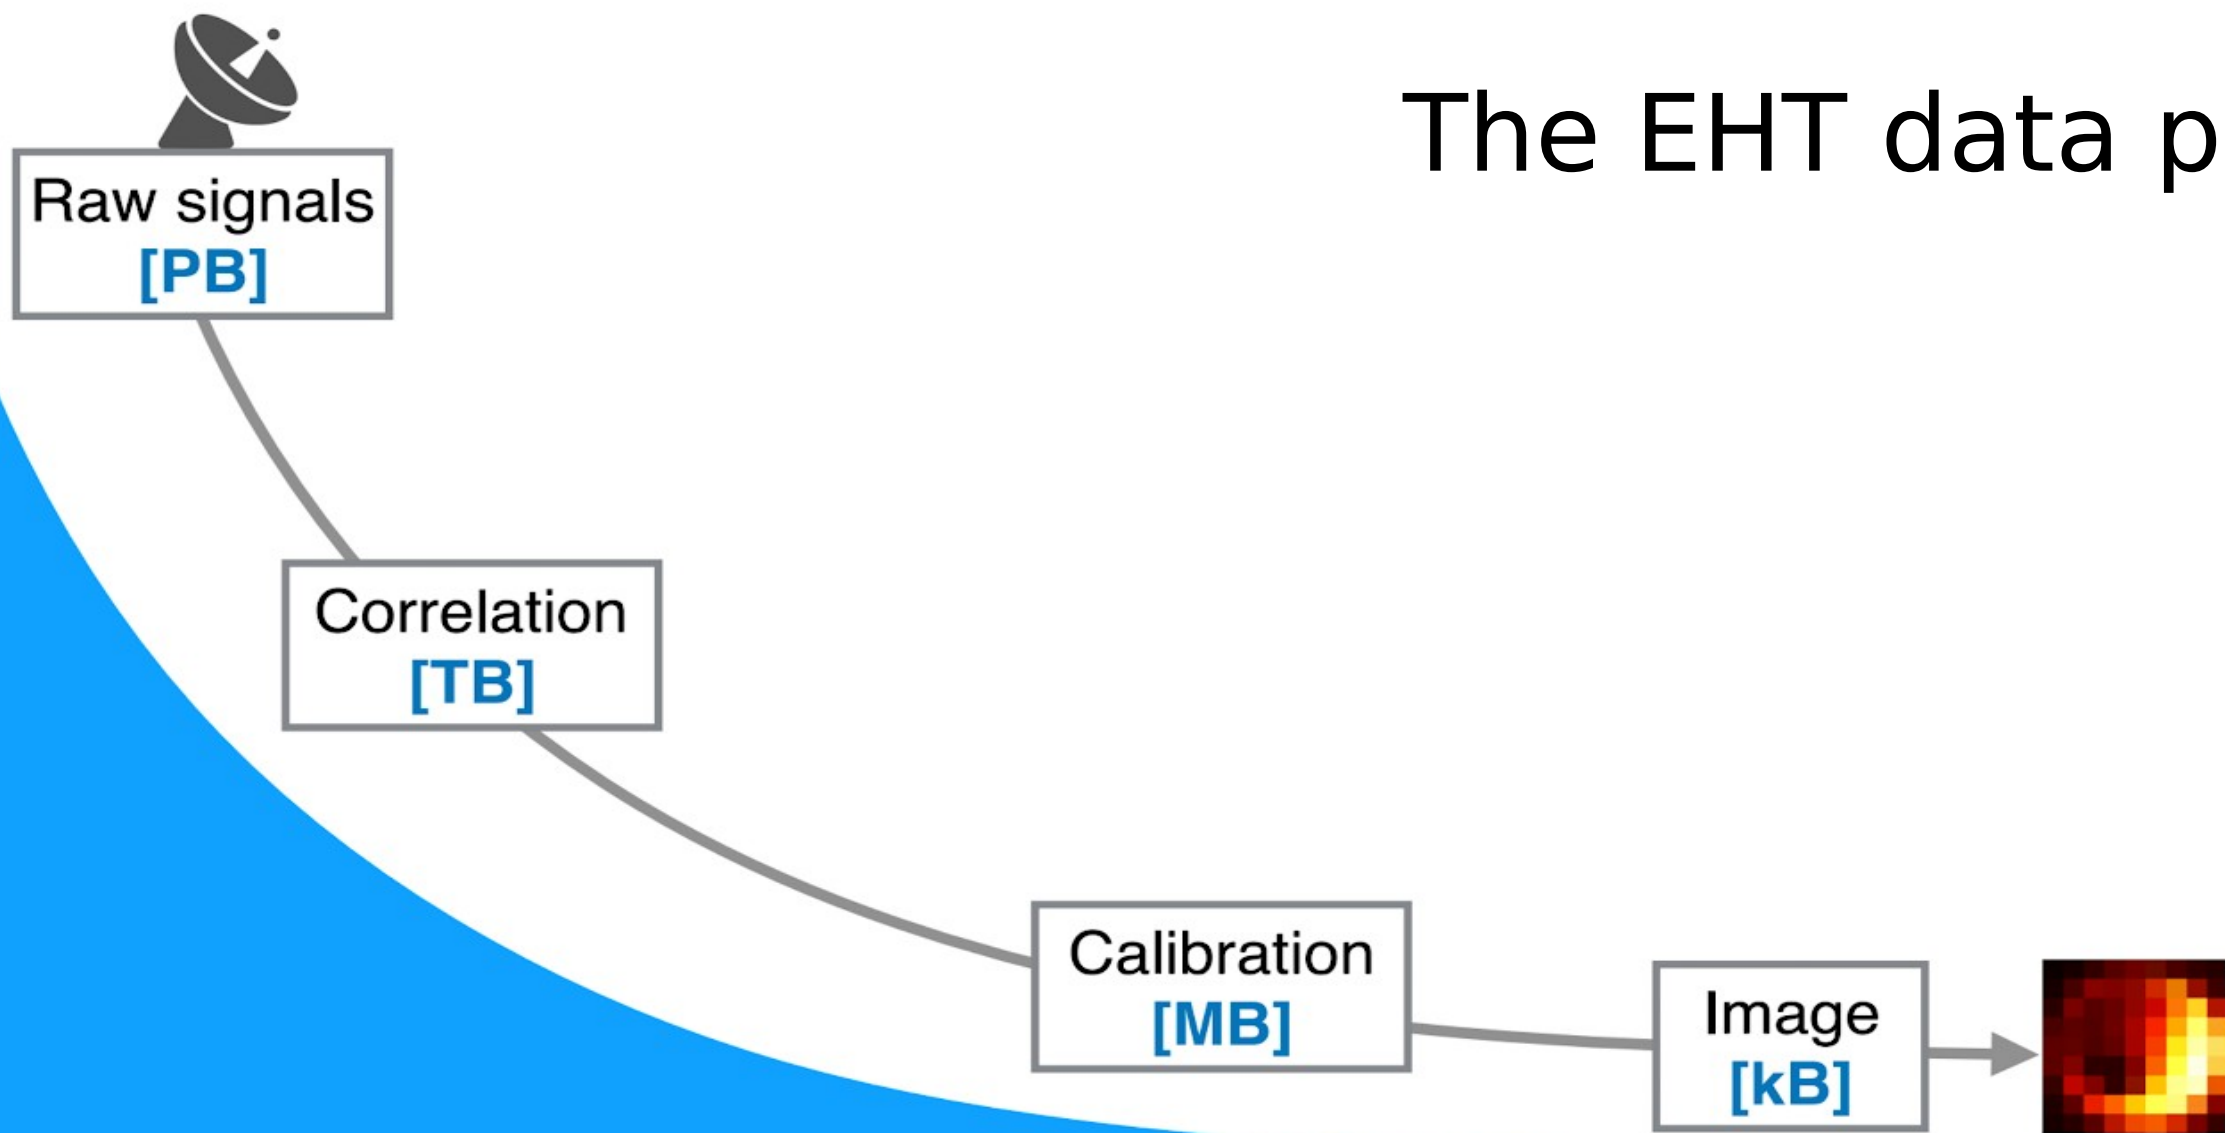 The EHT data p
Raw signals
[PB]
Correlation
[TB]
Calibration
[MB]
Image
[kB]